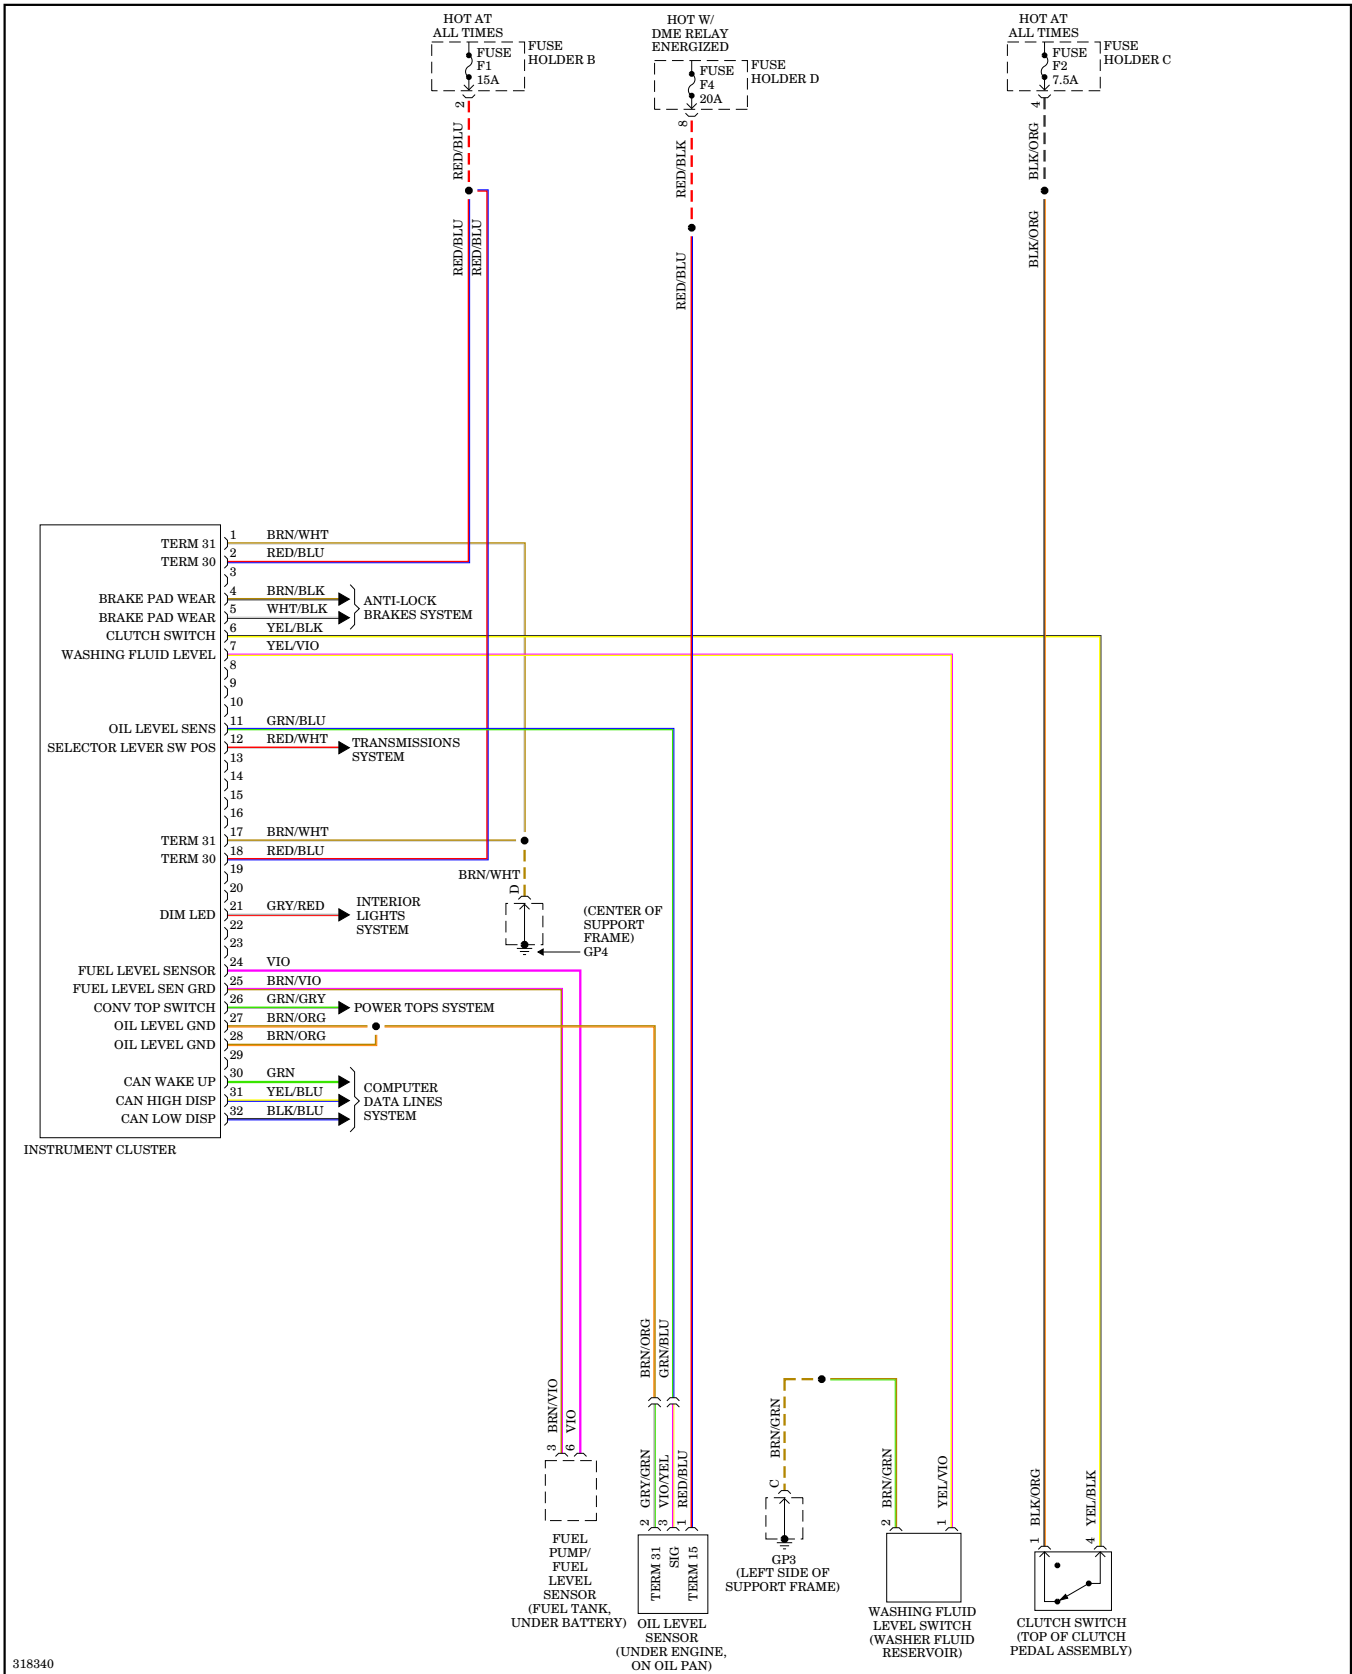 HOT AT
ALL TIMES
FUSE
F1
15A
FUSE
HOLDER B
2
RED/BLU
RED/BLU
RED/BLU
HOT W/
DME RELAY
ENERGIZED
FUSE
F4
20A
FUSE
HOLDER D
8
RED/BLK
RED/BLU
HOT AT
ALL TIMES
FUSE
F2
7.5A
FUSE
HOLDER C
4
BLK/ORG
BLK/ORG
TERM 31 1 BRN/WHT
TERM 30 2 RED/BLU
3
BRAKE PAD WEAR 4 BRN/BLK
BRAKE PAD WEAR 5 WHT/BLK
ANTI-LOCK
BRAKES SYSTEM
CLUTCH SWITCH 6 YEL/BLK
WASHING FLUID LEVEL 7 YEL/VIO
8
9
10
OIL LEVEL SENS 11 GRN/BLU
SELECTOR LEVER SW POS 12 RED/WHT
TRANSMISSIONS
SYSTEM
13
14
15
16
TERM 31 17 BRN/WHT
TERM 30 18 RED/BLU
19
20
DIM LED 21 GRY/RED
INTERIOR
LIGHTS
SYSTEM
22
23
FUEL LEVEL SENSOR 24 VIO
FUEL LEVEL SEN GRD 25 BRN/VIO
CONV TOP SWITCH 26 GRN/GRY
POWER TOPS SYSTEM
OIL LEVEL GND 27 BRN/ORG
OIL LEVEL GND 28 BRN/ORG
29
CAN WAKE UP 30 GRN
CAN HIGH DISP 31 YEL/BLU
CAN LOW DISP 32 BLK/BLU
COMPUTER
DATA LINES
SYSTEM
INSTRUMENT CLUSTER
BRN/WHT
D
(CENTER OF
SUPPORT
FRAME)
GP4
BRN/VIO
VIO
3
6
FUEL
PUMP/
FUEL
LEVEL
SENSOR
(FUEL TANK,
UNDER BATTERY)
BRN/ORG
GRN/BLU
GRY/GRN
VIO/YEL
RED/BLU
2
3
1
TERM 31
SIG
TERM 15
OIL LEVEL
SENSOR
(UNDER ENGINE,
ON OIL PAN)
BRN/GRN
C
GP3
(LEFT SIDE OF
SUPPORT FRAME)
BRN/GRN
YEL/VIO
2
1
WASHING FLUID
LEVEL SWITCH
(WASHER FLUID
RESERVOIR)
BLK/ORG
YEL/BLK
1
4
CLUTCH SWITCH
(TOP OF CLUTCH
PEDAL ASSEMBLY)
318340